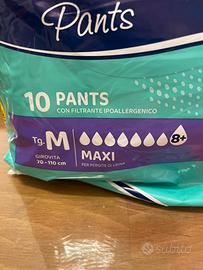 Pants
10 PANTS
CON FILTRANTE IPOALLERGENICO
Tg. M
8+
GIROVITA
70 - 110 cm
MAXI
PER PERDITE DI URINA
subito